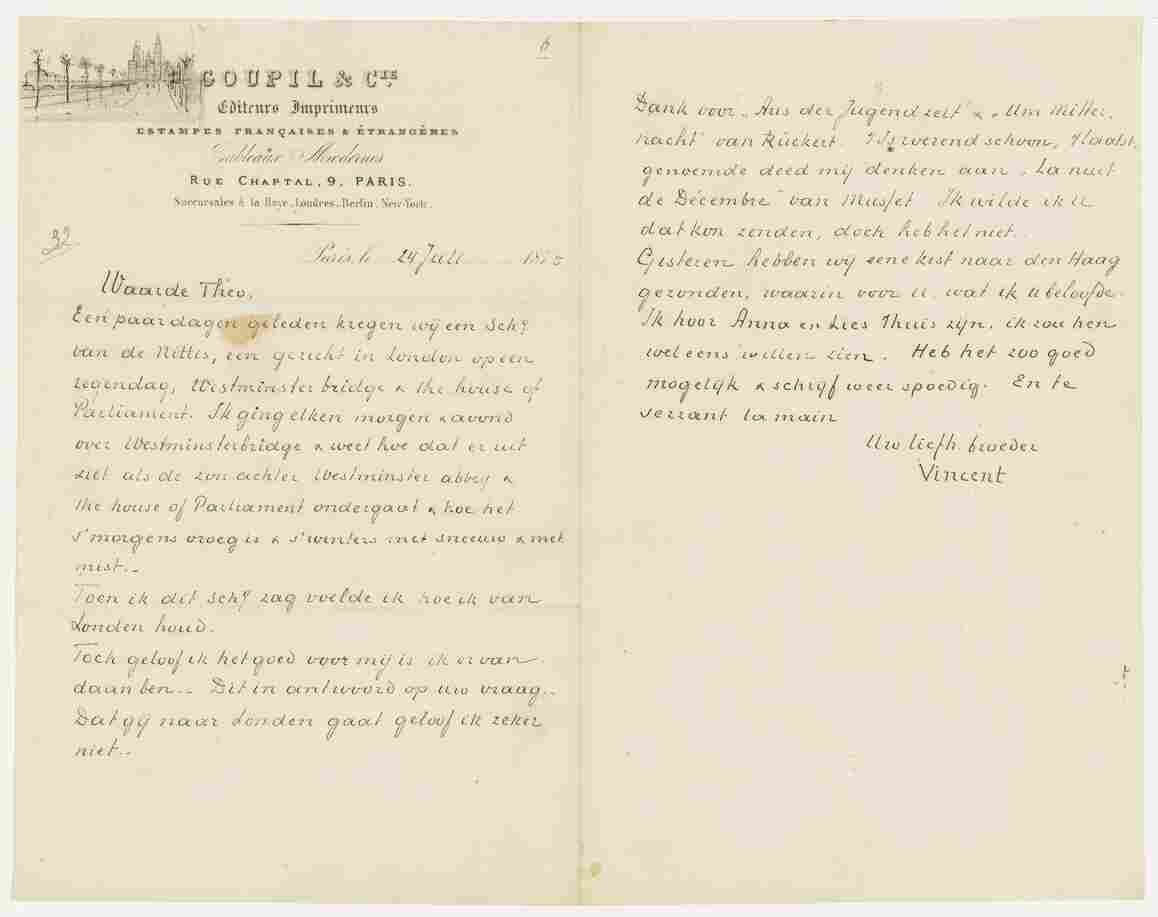 6
GOUPIL & CIE
Editeurs Imprimeurs
ESTAMPES FRANÇAISES & ÉTRANGÈRES
Tableaux Modernes
RUE CHAPTAL, 9, PARIS.
Succursales à la Haye, Londres, Berlin, New-York.
32
Paris, le 24 Juli 1875
Waarde Theo,
Een paar dagen geleden kregen wij een Schij
van de Nittis, een gezicht in London op een
regendag, Westminster bridge & the house of
Parliament. Ik ging elken morgen & avond
over Westminsterbridge & weet hoe dat er uit
ziet als de zon achter Westminster abbey &
the house of Parliament ondergaat & hoe het
s'morgens vroeg is & s'winters met sneeuw & met
mist.-
Toen ik dit schij zag voelde ik hoe ik van
Londen houd.
Toch geloof ik het goed voor mij is ik er van
daan ben.- Dit in antwoord op uw vraag.-
Dat gij naar Londen gaat geloof ik zeker
niet.-
Dank voor „Aus der Jugendzeit" & „Um Mitter.
nacht" van Rückert. 't Is roerend schoon, 't laatst.
genoemde deed mij denken aan „La nuit
de Décembre" van Musset Ik wilde ik U
dat kon zenden, doch heb het niet.
Gisteren hebben wij eene kist naar den Haag
gezonden, waarin voor U, wat ik U beloofde.
Ik hoor Anna en Lies thuis zijn, ik zou hen
wel eens willen zien. Heb het zoo goed
mogelijk & schrijf weer spoedig. En te
serrant la main
Uw liefh. broeder
Vincent